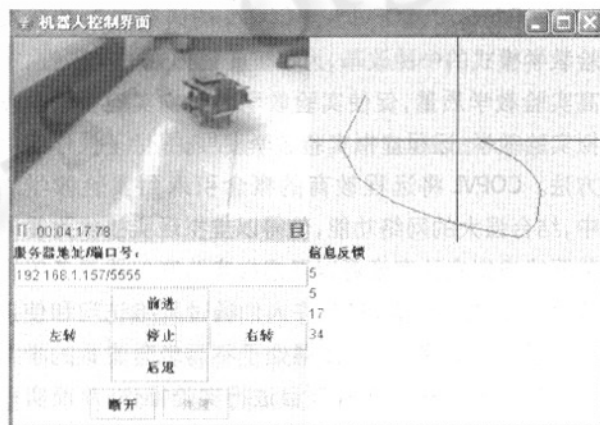 机器人控制界面
00:04:17.78
服务器地址/端口号:
192.168.1.157/5555
前进
左转 停止 右转
后退
断开 连接
信息反馈
5
5
17
34